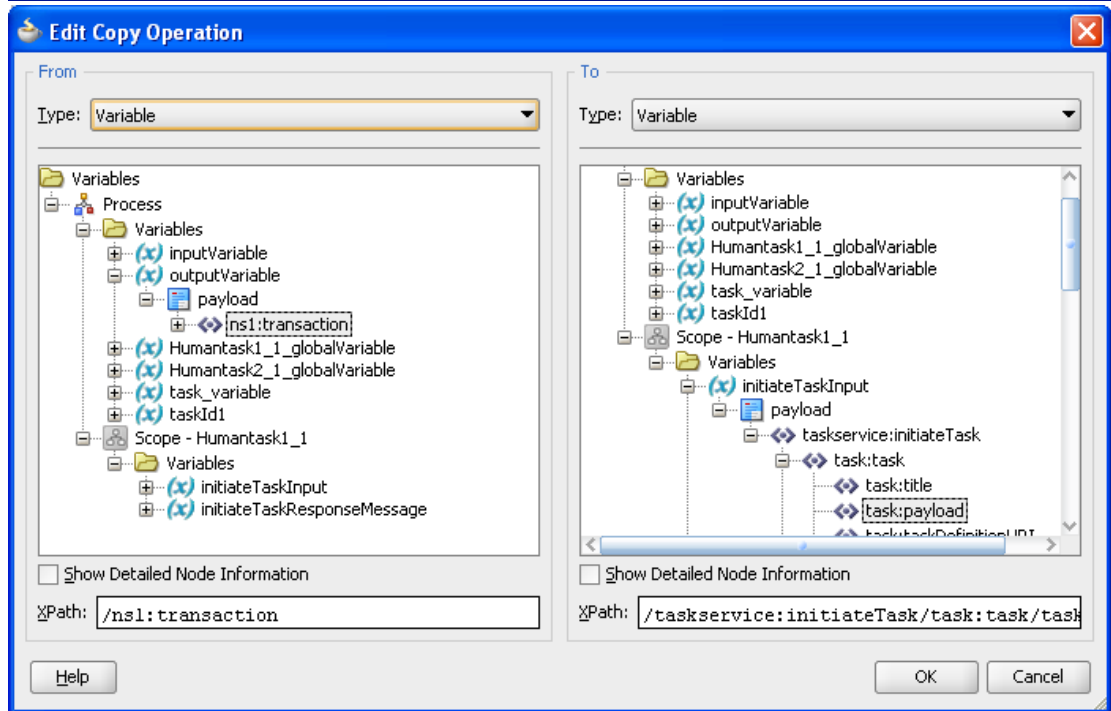 Edit Copy Operation
From
Type: Variable
Variables
Process
Variables
(x) inputVariable
(x) outputVariable
payload
ns1:transaction
(x) Humantask1_1_globalVariable
(x) Humantask2_1_globalVariable
(x) task_variable
(x) taskId1
Scope - Humantask1_1
Variables
(x) initiateTaskInput
(x) initiateTaskResponseMessage
Show Detailed Node Information
XPath: /ns1:transaction
To
Type: Variable
Variables
(x) inputVariable
(x) outputVariable
(x) Humantask1_1_globalVariable
(x) Humantask2_1_globalVariable
(x) task_variable
(x) taskId1
Scope - Humantask1_1
Variables
(x) initiateTaskInput
payload
taskservice:initiateTask
task:task
task:title
task:payload
task:taskDefinitionURI
Show Detailed Node Information
XPath: /taskservice:initiateTask/task:task/task
Help
OK
Cancel